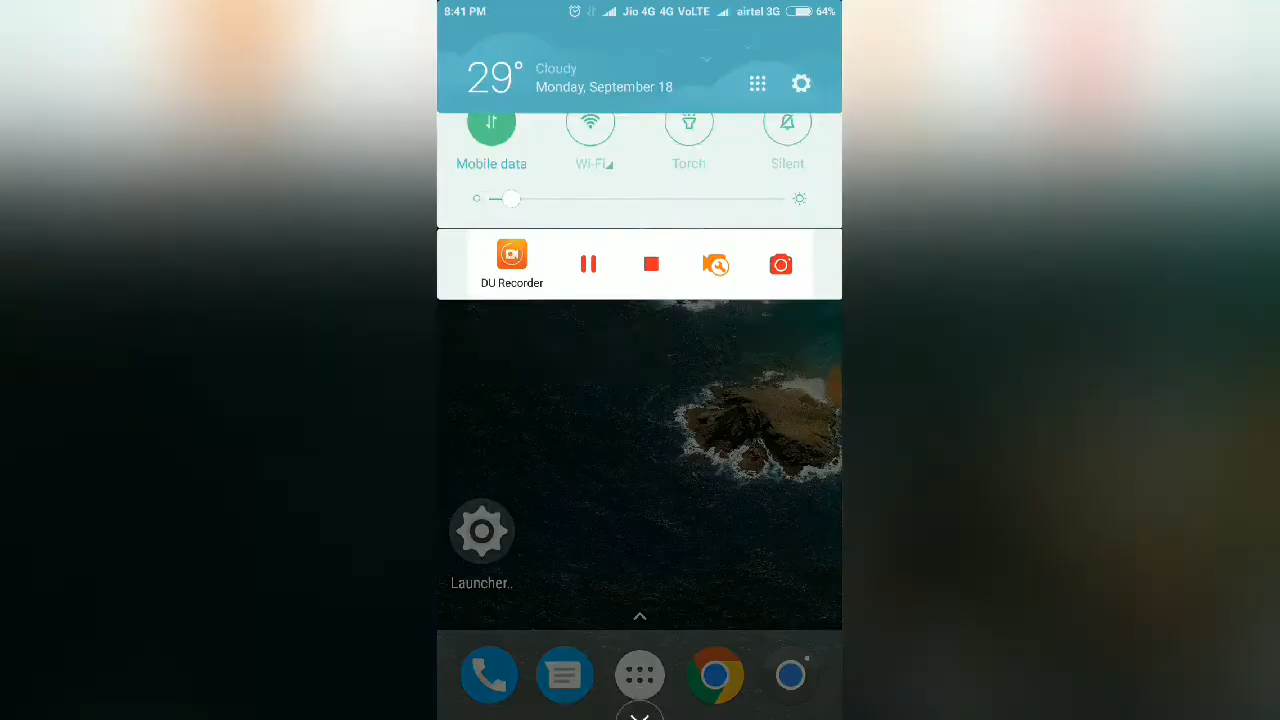 8:41 PM Jio 4G 4G VoLTE airtel 3G 64%
29° Cloudy
Monday, September 18
Mobile data Wi-Fi Torch Silent
DU Recorder
Launcher..